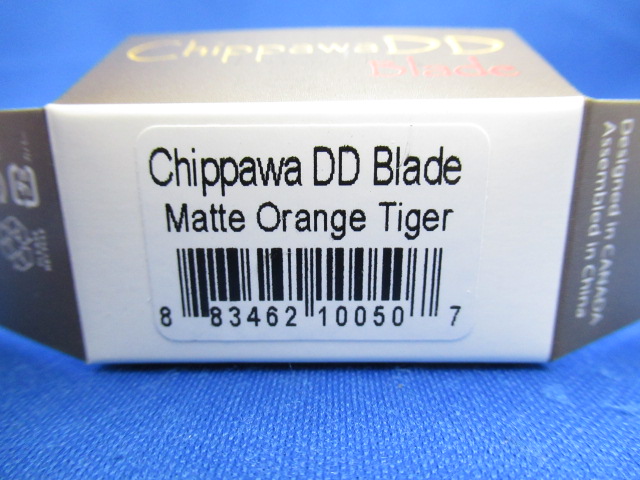 Chippawa DD
Blade
Chippawa DD Blade
Matte Orange Tiger
8 83462 10050 7
Designed in CANADA
Assembled in China